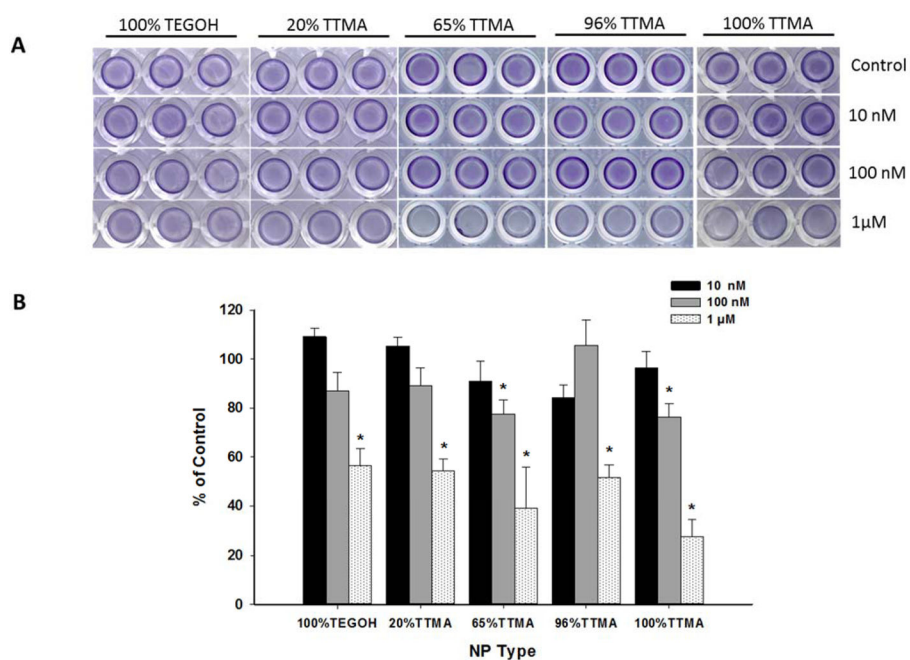 100% TEGOH 20% TTMA 65% TTMA 96% TTMA 100% TTMA
A
Control
10 nM
100 nM
1µM
B
10 nM
100 nM
1 µM
120
100
80
60
40
20
0
% of Control
* * * * * * *
100%TEGOH 20%TTMA 65%TTMA 96%TTMA 100%TTMA
NP Type